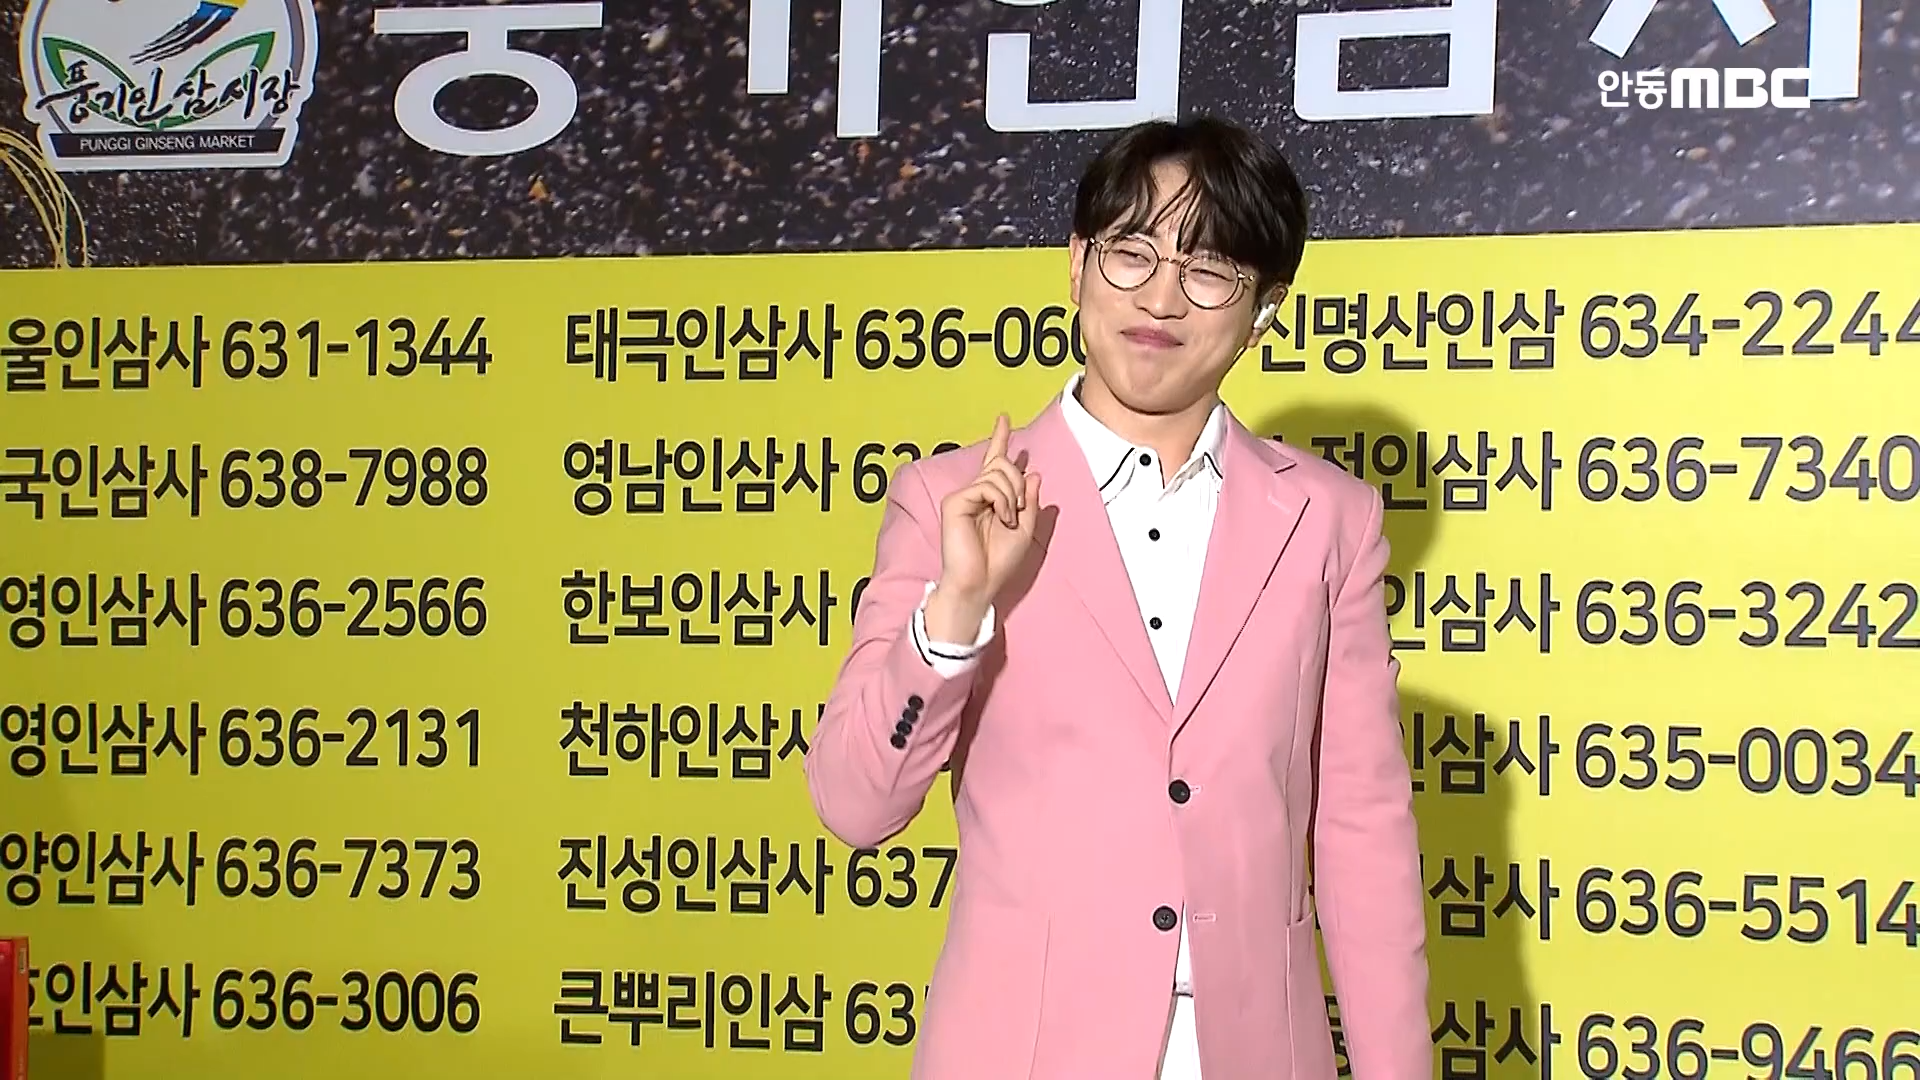 풍기인삼시장
PUNGGI GINSENG MARKET
안동MBC
울인삼사 631-1344
태극인삼사 636-060
신명산인삼 634-2244
국인삼사 638-7988
영남인삼사
인삼사 636-7340
영인삼사 636-2566
한보인삼사
인삼사 636-3242
영인삼사 636-2131
천하인삼사
인삼사 635-0034
양인삼사 636-7373
진성인삼사 637
삼사 636-5514
인삼사 636-3006
큰뿌리인삼 63
삼사 636-9466